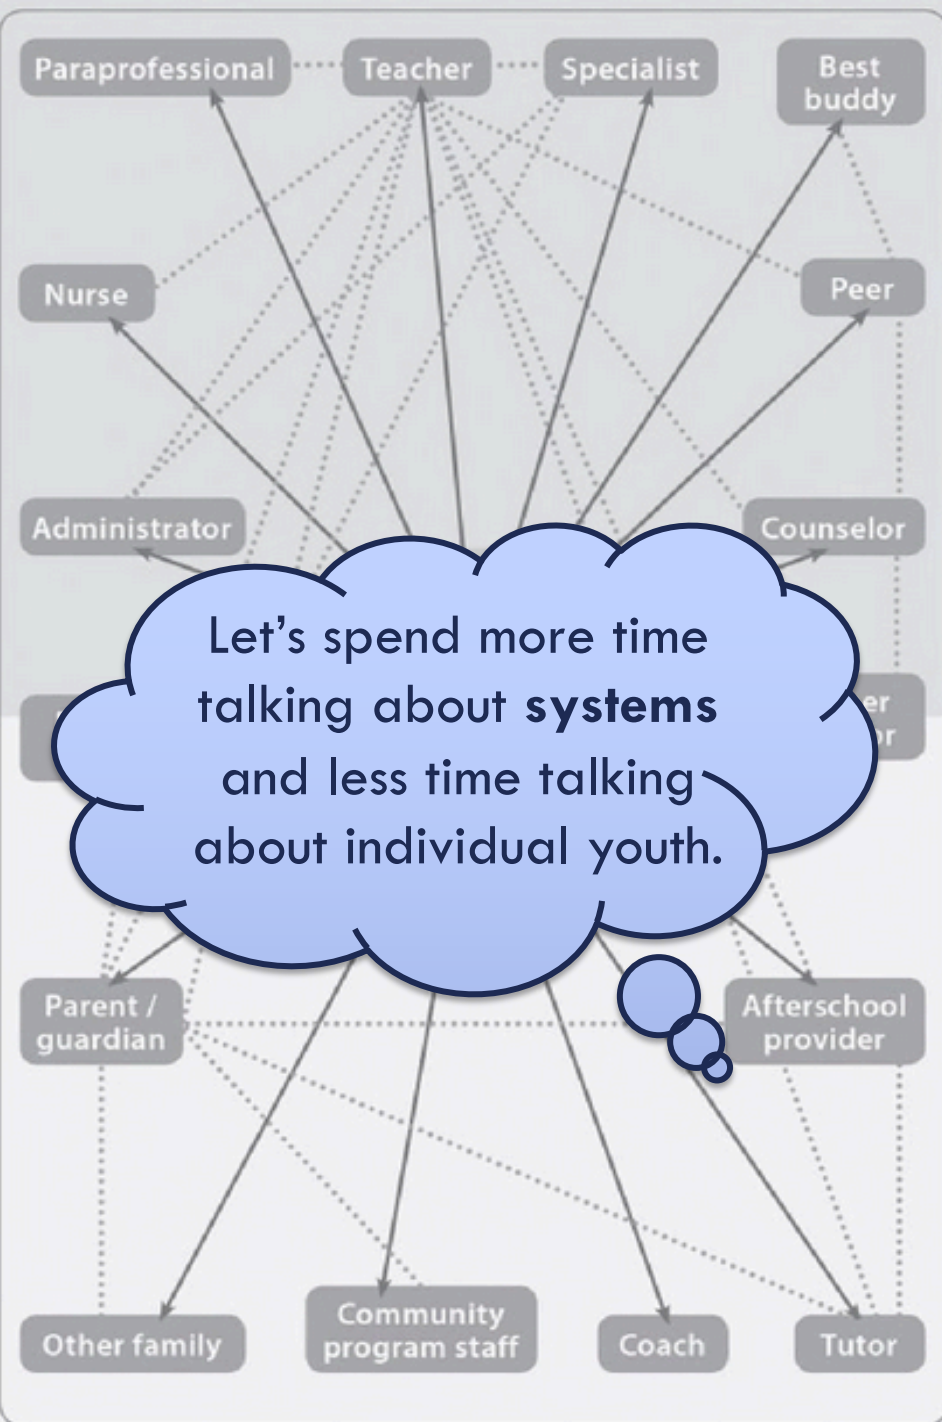 Paraprofessional
Teacher
Specialist
Best
buddy
Nurse
Peer
Administrator
Counselor
Let’s spend more time
talking about systems
and less time talking
about individual youth.
Parent /
guardian
Afterschool
provider
Other family
Community
program staff
Coach
Tutor